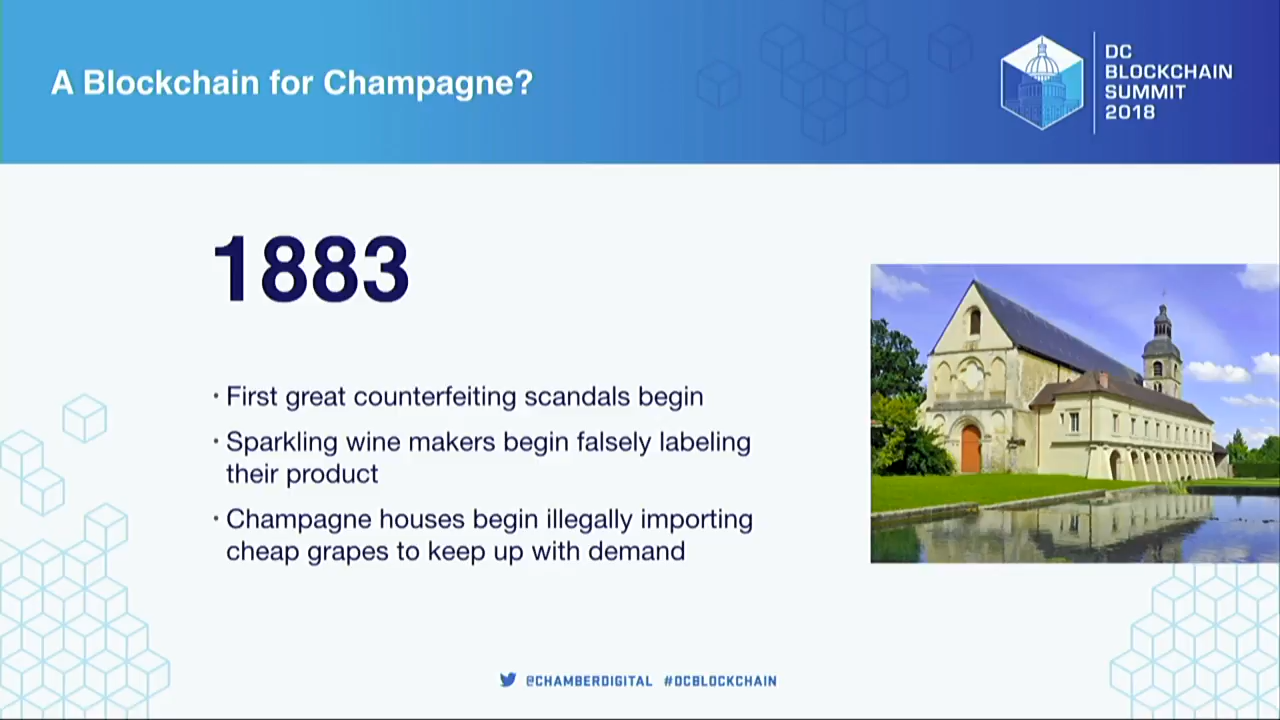 A Blockchain for Champagne?
DC
BLOCKCHAIN
SUMMIT
2018
1883
· First great counterfeiting scandals begin
· Sparkling wine makers begin falsely labeling
their product
· Champagne houses begin illegally importing
cheap grapes to keep up with demand
@CHAMBERDIGITAL #DCBLOCKCHAIN